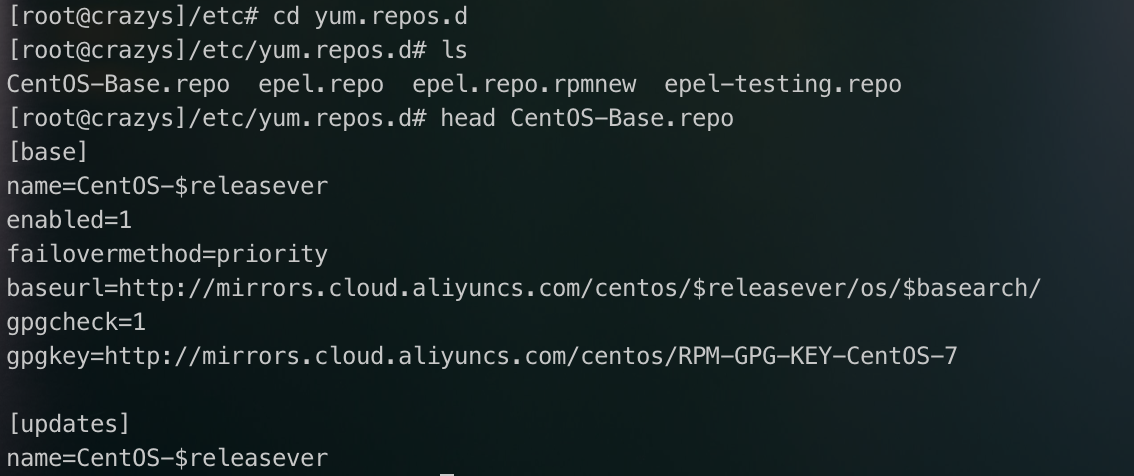 [root@crazys]/etc# cd yum.repos.d
[root@crazys]/etc/yum.repos.d# ls
CentOS-Base.repo  epel.repo  epel.repo.rpmnew  epel-testing.repo
[root@crazys]/etc/yum.repos.d# head CentOS-Base.repo
[base]
name=CentOS-$releasever
enabled=1
failovermethod=priority
baseurl=http://mirrors.cloud.aliyuncs.com/centos/$releasever/os/$basearch/
gpgcheck=1
gpgkey=http://mirrors.cloud.aliyuncs.com/centos/RPM-GPG-KEY-CentOS-7

[updates]
name=CentOS-$releasever